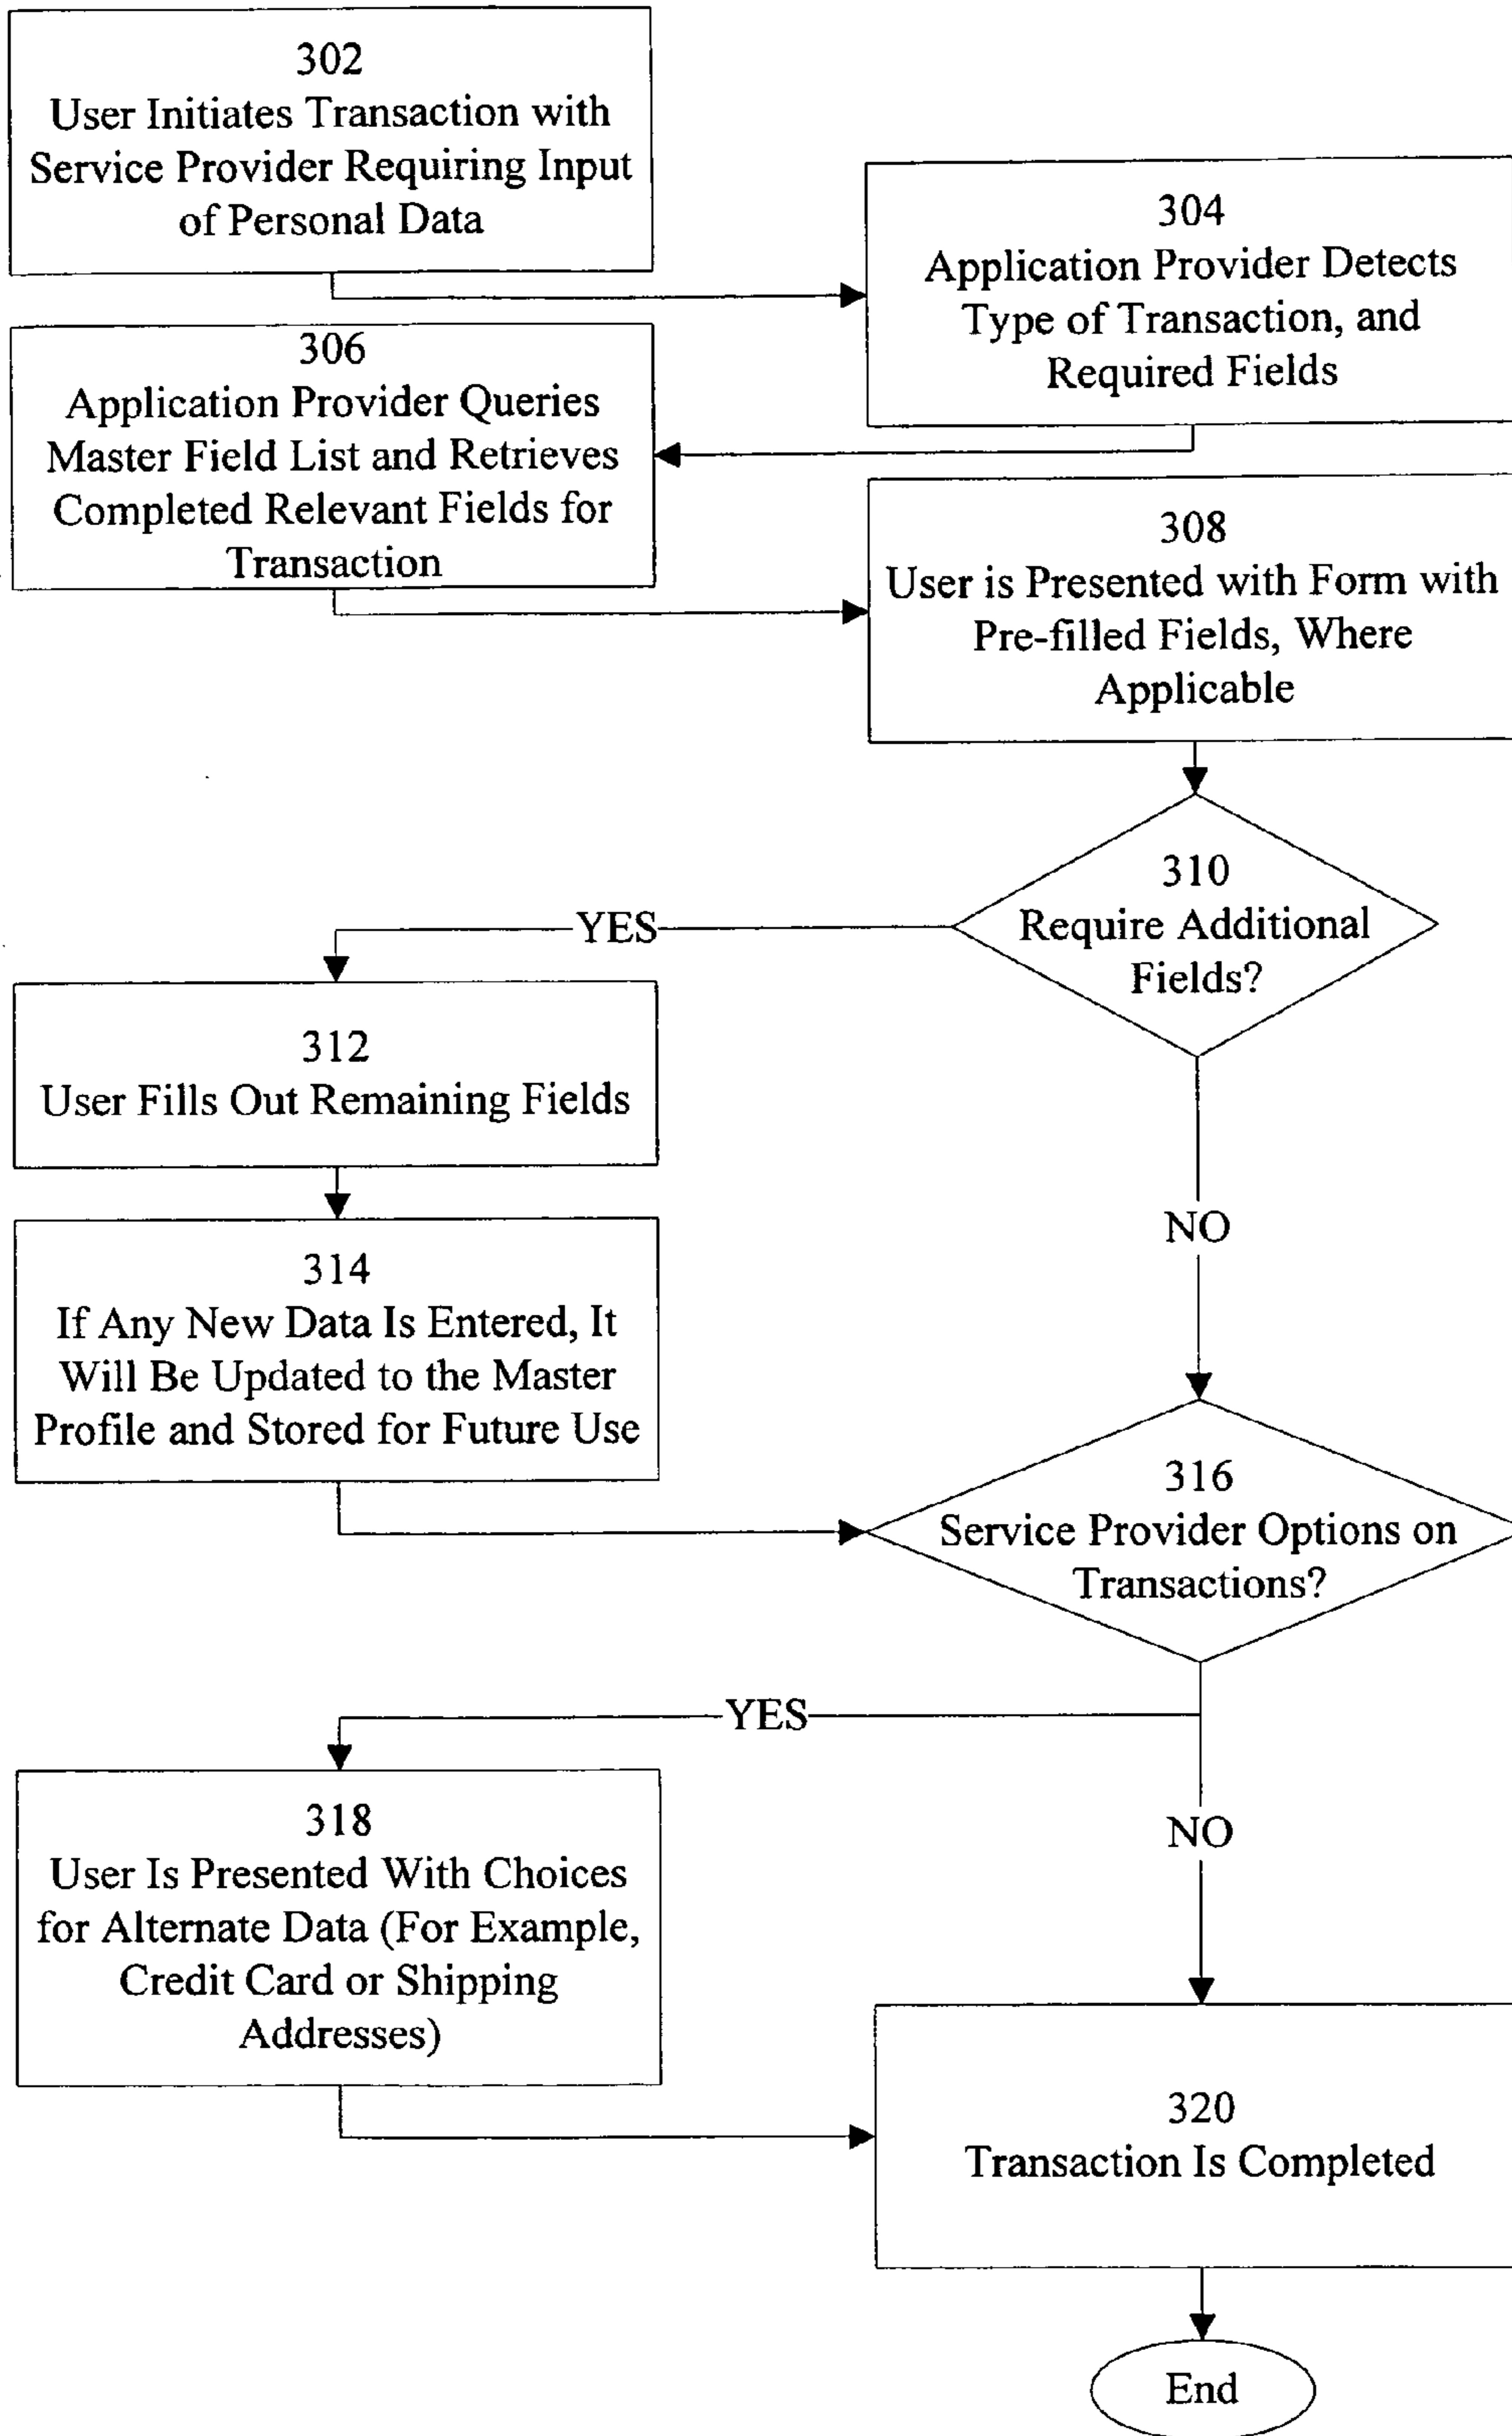 302
User Initiates Transaction with
Service Provider Requiring Input
of Personal Data
304
Application Provider Detects
Type of Transaction, and
Required Fields
306
Application Provider Queries
Master Field List and Retrieves
Completed Relevant Fields for
Transaction
308
User is Presented with Form with
Pre-filled Fields, Where
Applicable
310
Require Additional
Fields?
YES
312
User Fills Out Remaining Fields
NO
314
If Any New Data Is Entered, It
Will Be Updated to the Master
Profile and Stored for Future Use
316
Service Provider Options on
Transactions?
YES
318
User Is Presented With Choices
for Alternate Data (For Example,
Credit Card or Shipping
Addresses)
NO
320
Transaction Is Completed
End